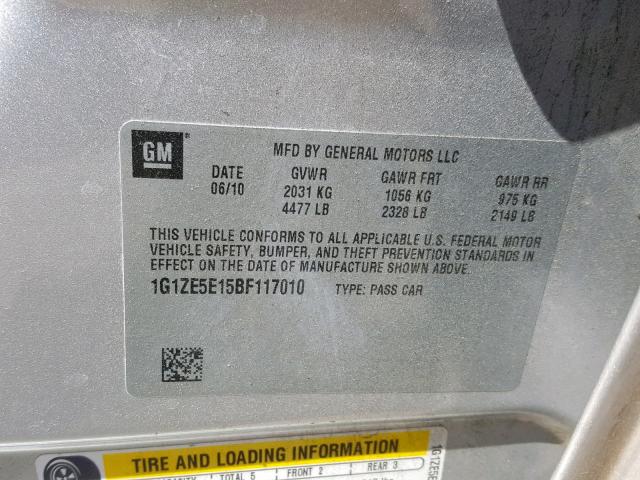 GM ®
MFD BY GENERAL MOTORS LLC
DATE GVWR GAWR FRT GAWR RR
06/10 2031 KG 1056 KG 975 KG
4477 LB 2328 LB 2149 LB
THIS VEHICLE CONFORMS TO ALL APPLICABLE U.S. FEDERAL MOTOR
VEHICLE SAFETY, BUMPER, AND THEFT PREVENTION STANDARDS
IN EFFECT ON THE DATE OF MANUFACTURE SHOWN ABOVE.
1G1ZE5E15BF117010 TYPE: PASS CAR
TIRE AND LOADING INFORMATION
SEATING CAPACITY TOTAL 5 FRONT 2 REAR 3
1G1ZE5E